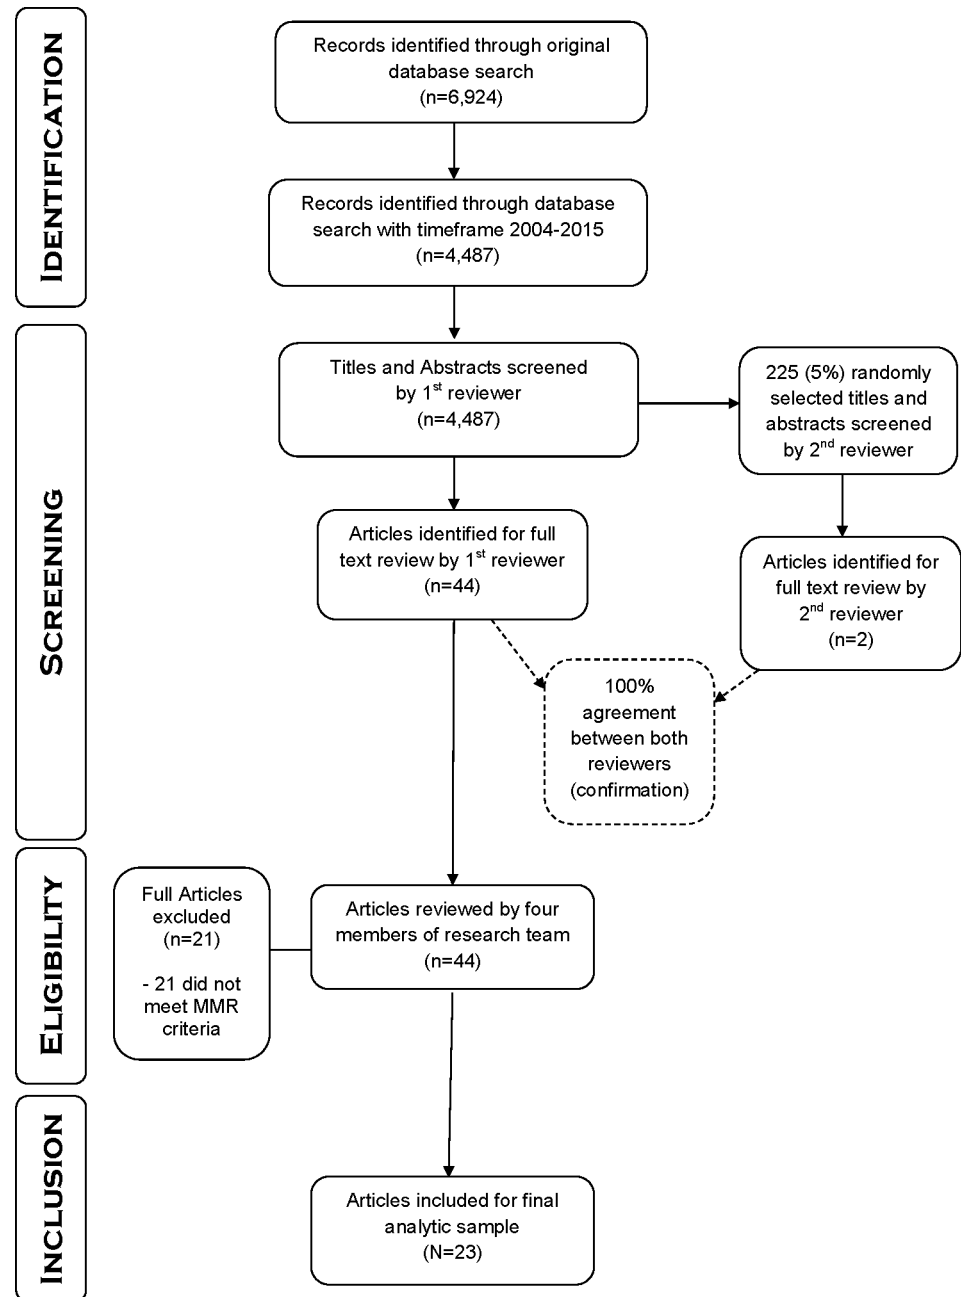 IDENTIFICATION
Records identified through original
database search
(n=6,924)
Records identified through database
search with timeframe 2004-2015
(n=4,487)
SCREENING
Titles and Abstracts screened
by 1st reviewer
(n=4,487)
225 (5%) randomly
selected titles and
abstracts screened
by 2nd reviewer
Articles identified for full
text review by 1st reviewer
(n=44)
Articles identified for
full text review by
2nd reviewer
(n=2)
100%
agreement
between both
reviewers
(confirmation)
ELIGIBILITY
Full Articles
excluded
(n=21)
- 21 did not
meet MMR
criteria
Articles reviewed by four
members of research team
(n=44)
INCLUSION
Articles included for final
analytic sample
(N=23)